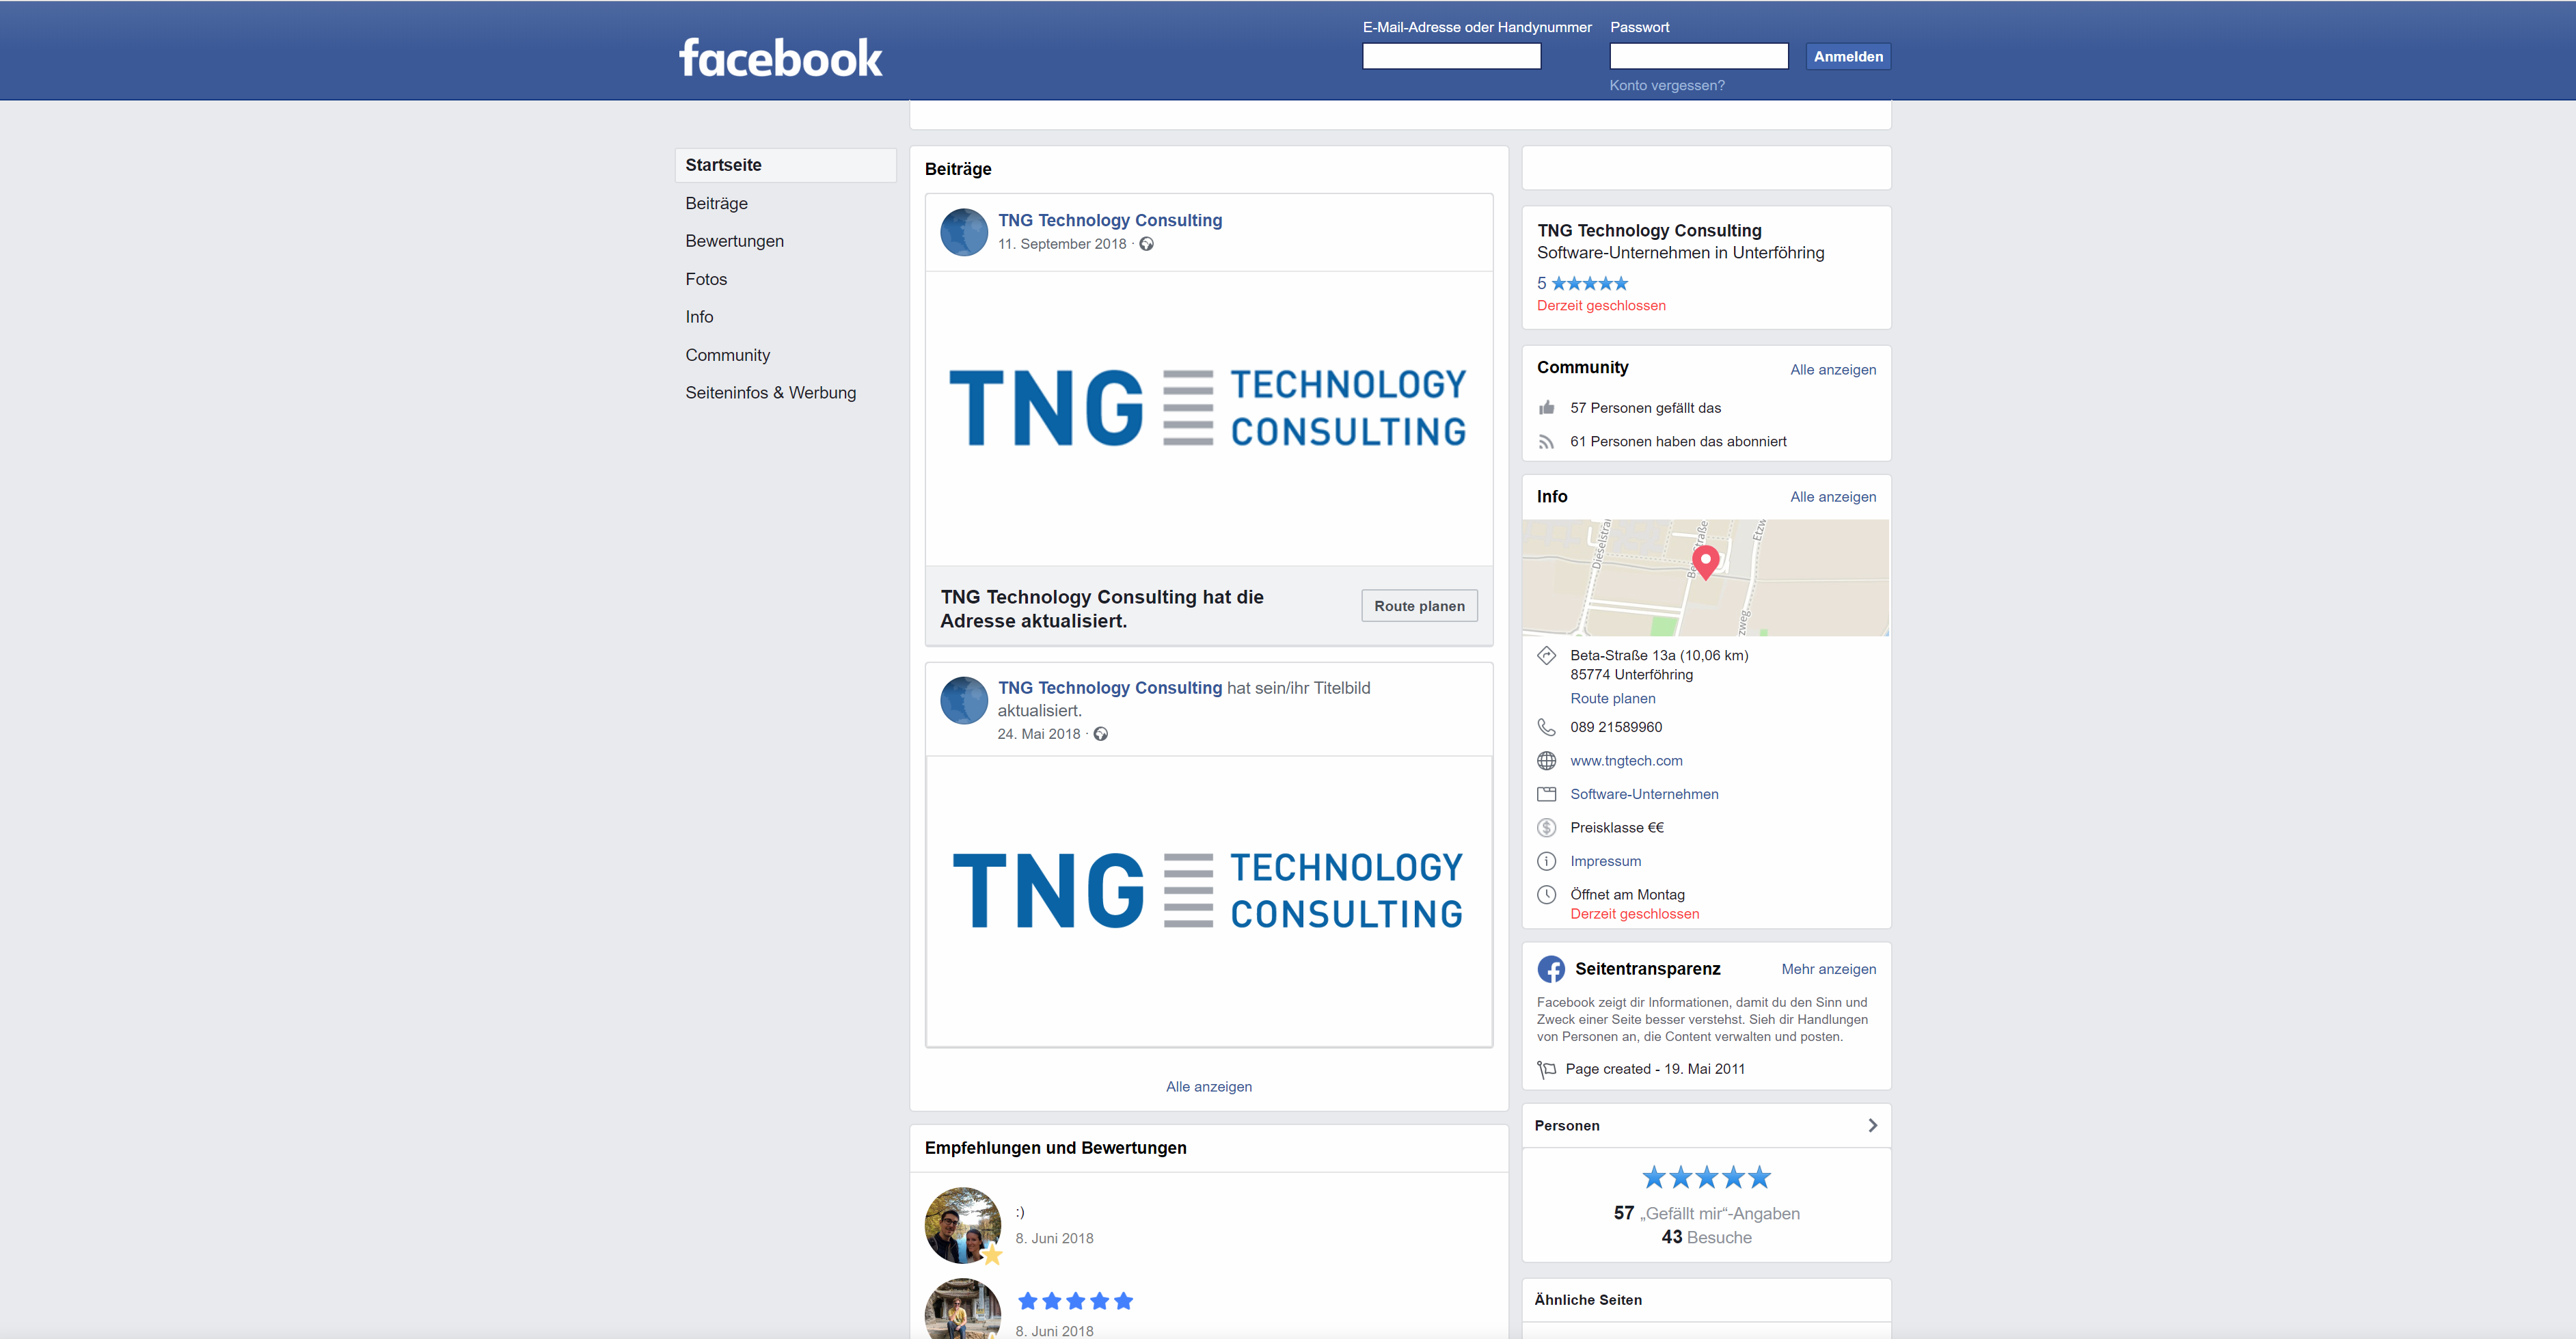 facebook
E-Mail-Adresse oder Handynummer
Passwort
Anmelden
Konto vergessen?
Startseite
Beiträge
Bewertungen
Fotos
Info
Community
Seiteninfos & Werbung
Beiträge
TNG Technology Consulting
11. September 2018 ·
TNG TECHNOLOGY
CONSULTING
TNG Technology Consulting hat die
Adresse aktualisiert.
Route planen
TNG Technology Consulting hat sein/ihr Titelbild
aktualisiert.
24. Mai 2018 ·
TNG TECHNOLOGY
CONSULTING
Alle anzeigen
Empfehlungen und Bewertungen
:)
8. Juni 2018
8. Juni 2018
TNG Technology Consulting
Software-Unternehmen in Unterföhring
5
Derzeit geschlossen
Community
Alle anzeigen
57 Personen gefällt das
61 Personen haben das abonniert
Info
Alle anzeigen
Beta-Straße 13a (10,06 km)
85774 Unterföhring
Route planen
089 21589960
www.tngtech.com
Software-Unternehmen
Preisklasse €€
Impressum
Öffnet am Montag
Derzeit geschlossen
Seitentransparenz
Mehr anzeigen
Facebook zeigt dir Informationen, damit du den Sinn und
Zweck einer Seite besser verstehst. Sieh dir Handlungen
von Personen an, die Content verwalten und posten.
Page created - 19. Mai 2011
Personen
57 „Gefällt mir“-Angaben
43 Besuche
Ähnliche Seiten